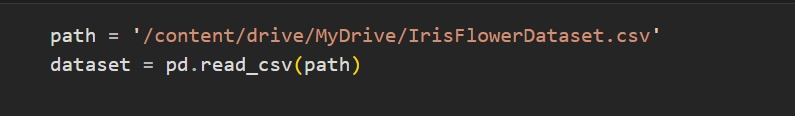 path = '/content/drive/MyDrive/IrisFlowerDataset.csv'
dataset = pd.read_csv(path)